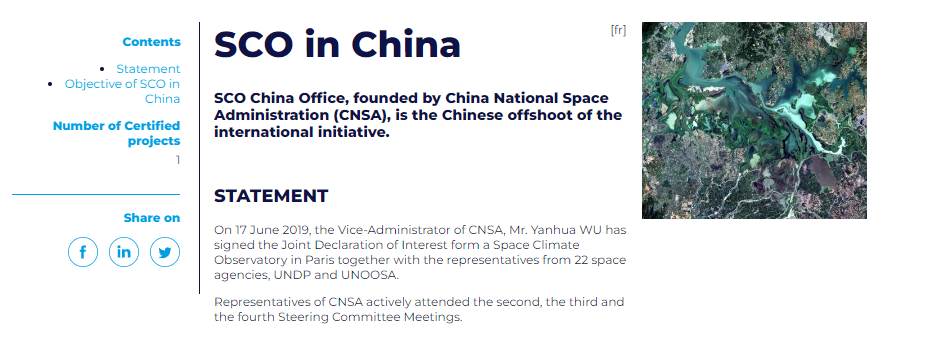 Contents
Statement
Objective of SCO in
China
Number of Certified
projects
1
Share on
f
in
SCO in China
[fr]
SCO China Office, founded by China National Space
Administration (CNSA), is the Chinese offshoot of the
international initiative.
STATEMENT
On 17 June 2019, the Vice-Administrator of CNSA, Mr. Yanhua WU has
signed the Joint Declaration of Interest form a Space Climate
Observatory in Paris together with the representatives from 22 space
agencies, UNDP and UNOOSA.
Representatives of CNSA actively attended the second, the third and
the fourth Steering Committee Meetings.